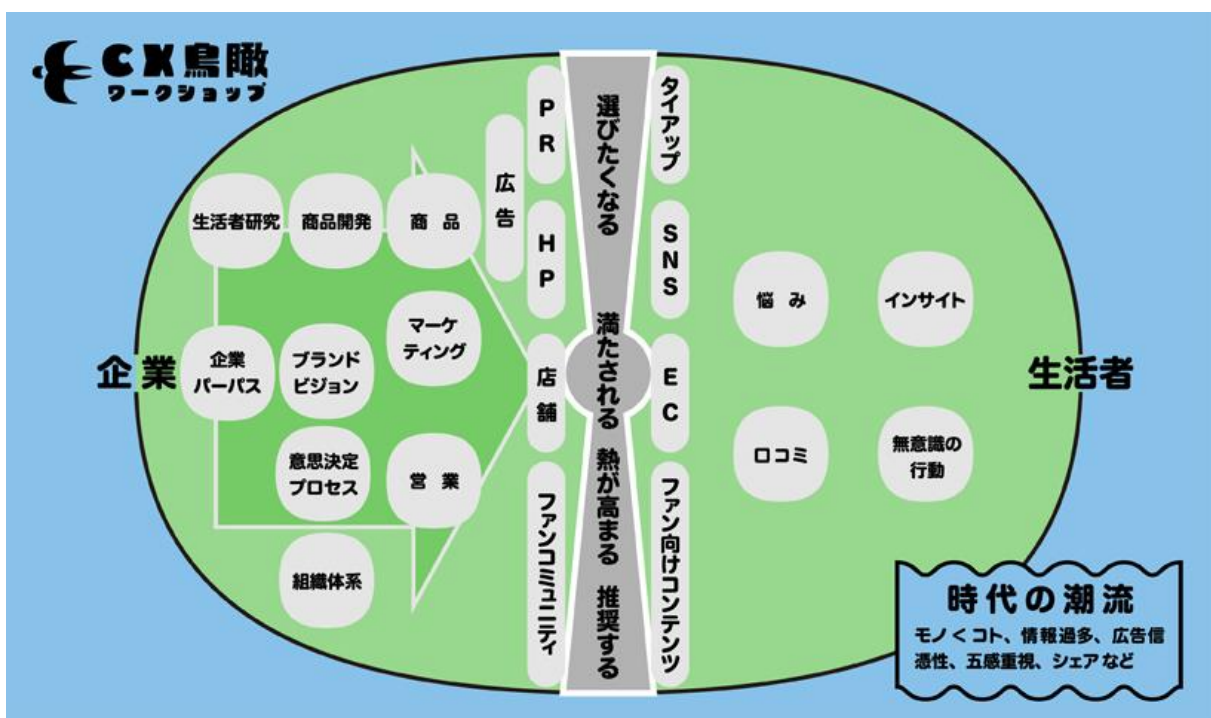 CX鳥瞰
ワークショップ
企業
生活者研究
商品開発
商品
広告
企業
パーパス
ブランド
ビジョン
マーケ
ティング
意思決定
プロセス
営業
組織体系
PR
HP
店舗
ファンコミュニティ
選びたくなる
満たされる
熱が高まる
推奨する
タイアップ
SNS
EC
ファン向けコンテンツ
悩み
インサイト
口コミ
無意識の
行動
生活者
時代の潮流
モノ<コト、情報過多、広告信
憑性、五感重視、シェアなど